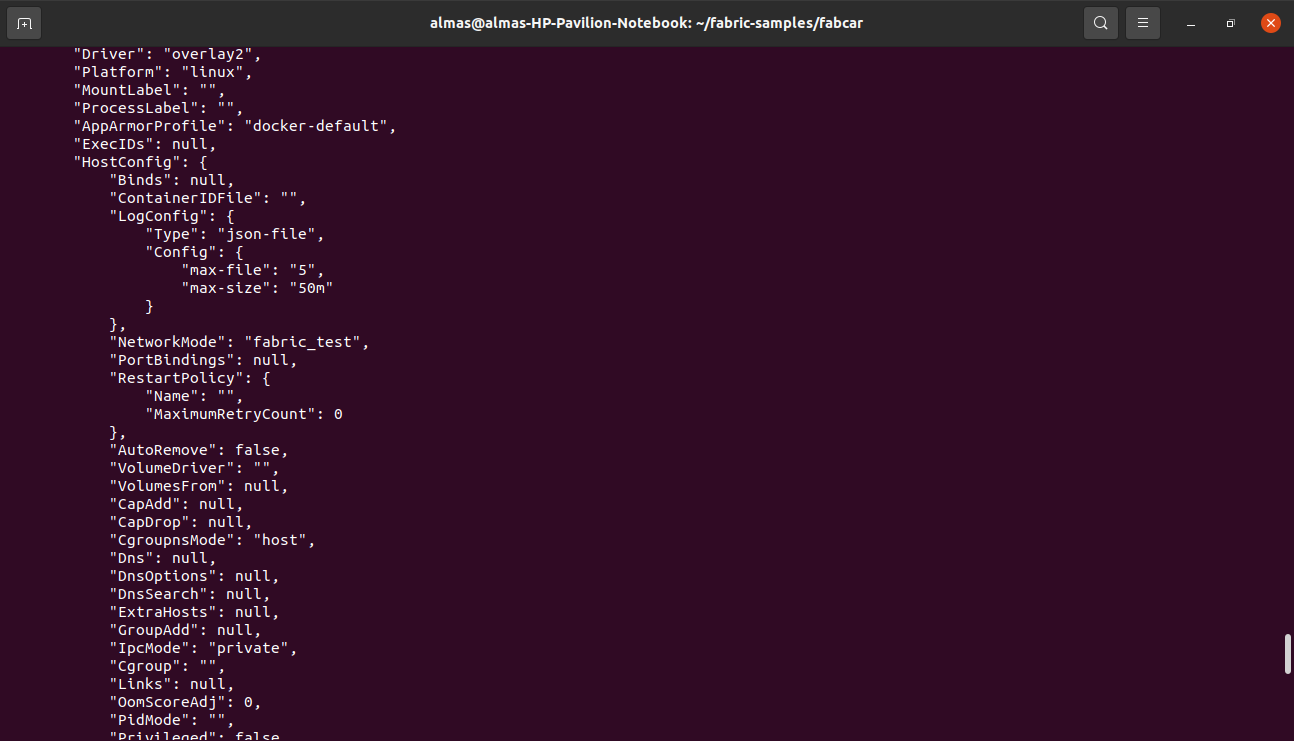 almas@almas-HP-Pavilion-Notebook: ~/fabric-samples/fabcar
"Driver": "overlay2",
"Platform": "linux",
"MountLabel": "",
"ProcessLabel": "",
"AppArmorProfile": "docker-default",
"ExecIDs": null,
"HostConfig": {
    "Binds": null,
    "ContainerIDFile": "",
    "LogConfig": {
        "Type": "json-file",
        "Config": {
            "max-file": "5",
            "max-size": "50m"
        }
    },
    "NetworkMode": "fabric_test",
    "PortBindings": null,
    "RestartPolicy": {
        "Name": "",
        "MaximumRetryCount": 0
    },
    "AutoRemove": false,
    "VolumeDriver": "",
    "VolumesFrom": null,
    "CapAdd": null,
    "CapDrop": null,
    "CgroupnsMode": "host",
    "Dns": null,
    "DnsOptions": null,
    "DnsSearch": null,
    "ExtraHosts": null,
    "GroupAdd": null,
    "IpcMode": "private",
    "Cgroup": "",
    "Links": null,
    "OomScoreAdj": 0,
    "PidMode": "",
    "Privileged": false